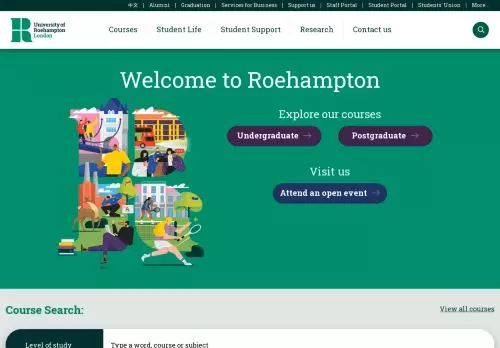 中文 | Alumni | Graduation | Services for Business | Support us | Staff Portal | Student Portal | Students' Union | More
University of
Roehampton
London
Courses Student Life Student Support Research Contact us
Welcome to Roehampton
Explore our courses
Undergraduate → Postgraduate →
Visit us
Attend an open event →
Course Search:
View all courses
Level of study
Type a word, course or subject